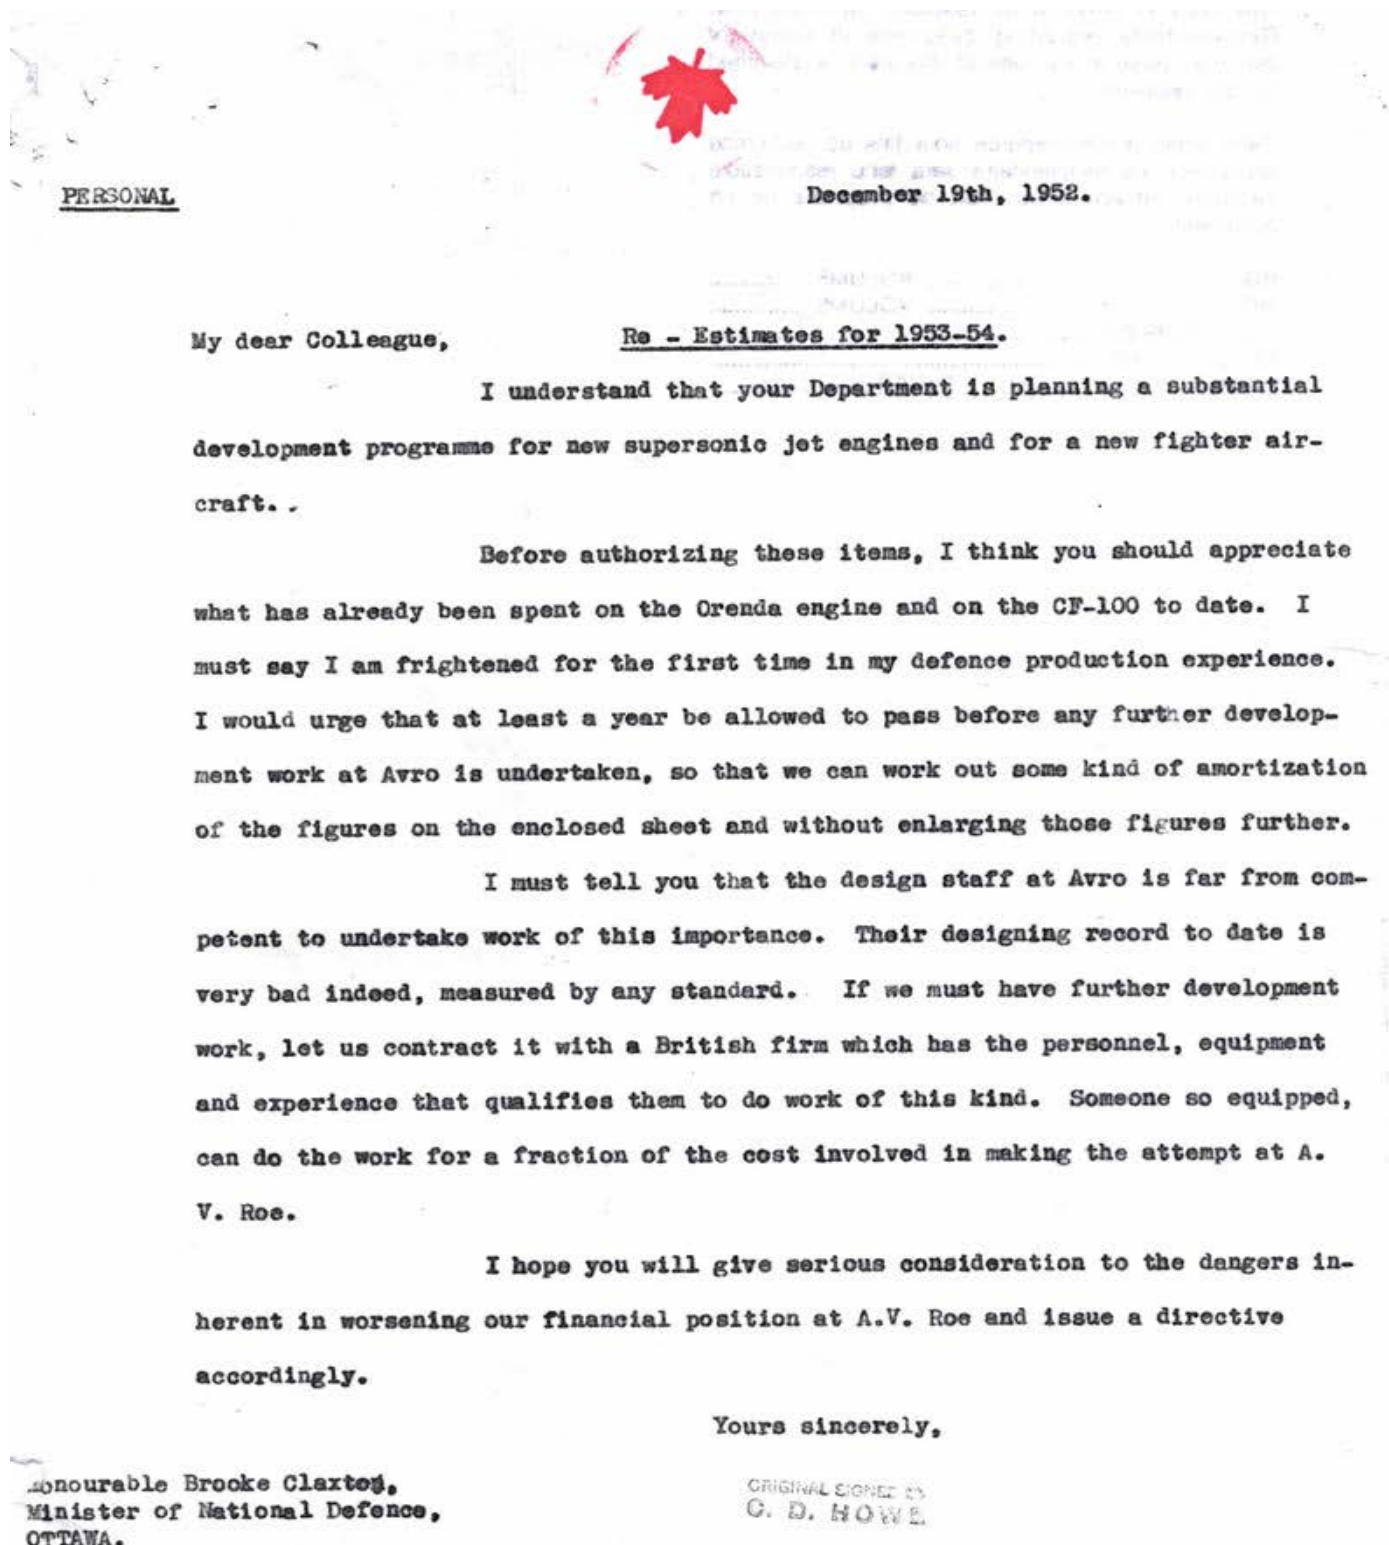 PERSONAL
December 19th, 1952.
My dear Colleague,
Re - Estimates for 1953-54.
I understand that your Department is planning a substantial
development programme for new supersonic jet engines and for a new fighter air-
craft. .
Before authorizing these items, I think you should appreciate
what has already been spent on the Orenda engine and on the CF-100 to date. I
must say I am frightened for the first time in my defence production experience.
I would urge that at least a year be allowed to pass before any further develop-
ment work at Avro is undertaken, so that we can work out some kind of amortization
of the figures on the enclosed sheet and without enlarging those figures further.
I must tell you that the design staff at Avro is far from com-
petent to undertake work of this importance. Their designing record to date is
very bad indeed, measured by any standard. If we must have further development
work, let us contract it with a British firm which has the personnel, equipment
and experience that qualifies them to do work of this kind. Someone so equipped,
can do the work for a fraction of the cost involved in making the attempt at A.
V. Roe.
I hope you will give serious consideration to the dangers in-
herent in worsening our financial position at A.V. Roe and issue a directive
accordingly.
Yours sincerely,
Honourable Brooke Claxton,
Minister of National Defence,
OTTAWA.
ORIGINAL SIGNED BY
C. D. HOWE